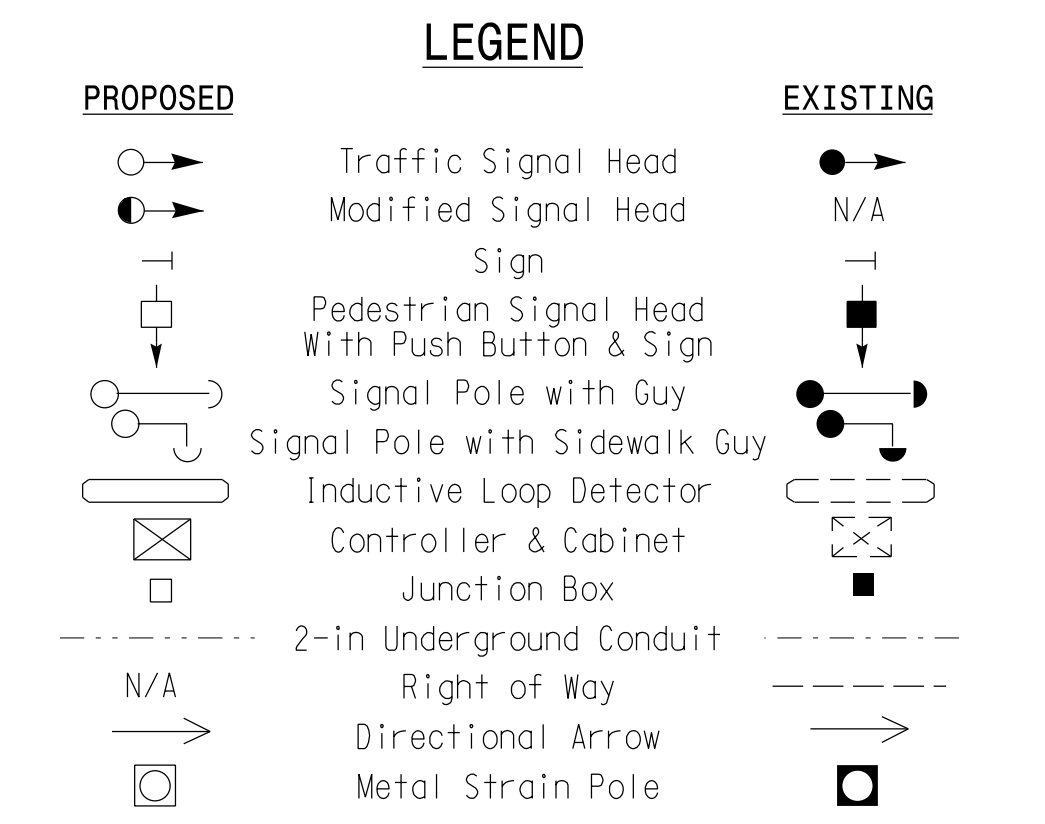 LEGEND
PROPOSED EXISTING
Traffic Signal Head
Modified Signal Head N/A
Sign
Pedestrian Signal Head
With Push Button & Sign
Signal Pole with Guy
Signal Pole with Sidewalk Guy
Inductive Loop Detector
Controller & Cabinet
Junction Box
2-in Underground Conduit
N/A Right of Way
Directional Arrow
Metal Strain Pole